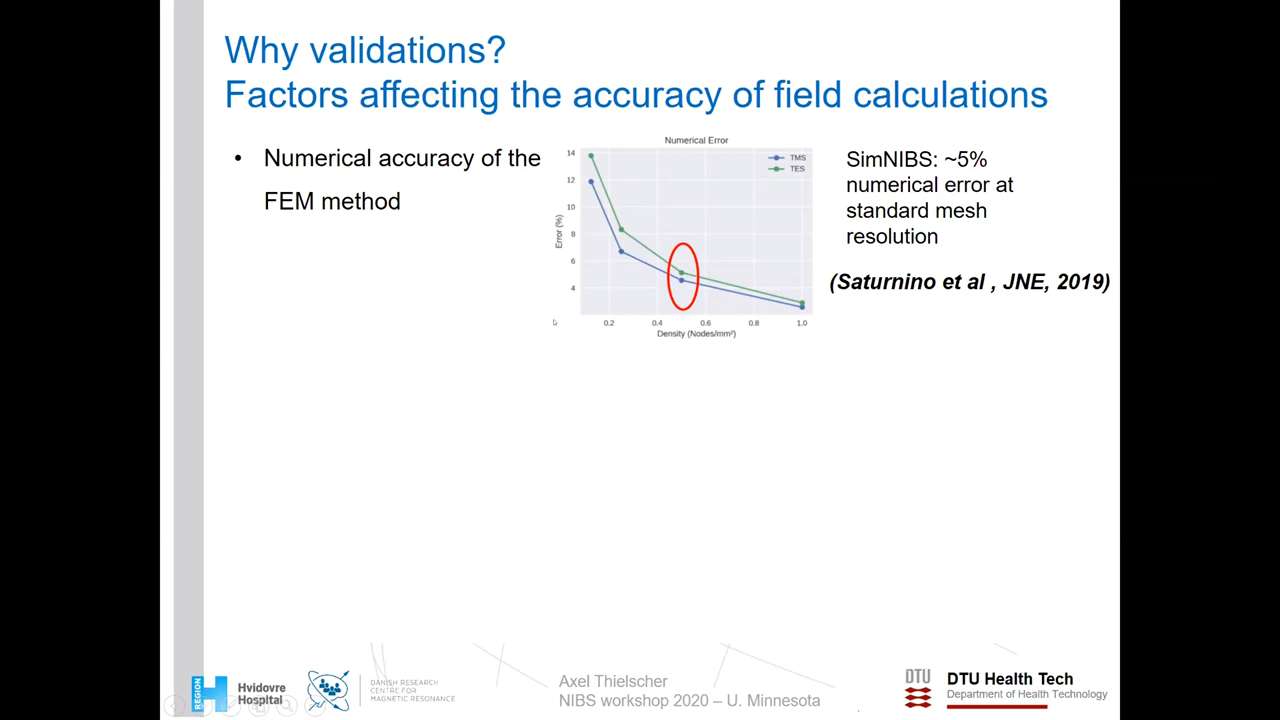 Why validations?
Factors affecting the accuracy of field calculations
• Numerical accuracy of the
FEM method
Numerical Error
TMS
TES
14
12
10
8
6
4
Error (%)
0.2 0.4 0.6 0.8 1.0
Density (Nodes/mm²)
SimNIBS: ~5%
numerical error at
standard mesh
resolution
(Saturnino et al , JNE, 2019)
REGION
H
Hvidovre
Hospital
DANISH RESEARCH
CENTRE FOR
MAGNETIC RESONANCE
Axel Thielscher
NIBS workshop 2020 – U. Minnesota
DTU
DTU Health Tech
Department of Health Technology